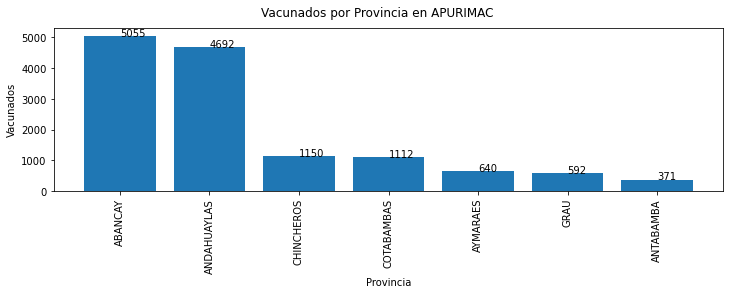 Vacunados por Provincia en APURIMAC
Vacunados
5000
4000
3000
2000
1000
0
5055
4692
1150
1112
640
592
371
ABANCAY
ANDAHUAYLAS
CHINCHEROS
COTABAMBAS
AYMARAES
GRAU
ANTABAMBA
Provincia